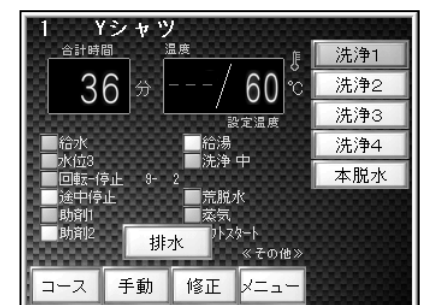 1 Yシャツ
合計時間 温度
36 分 ---/ 60 ℃
設定温度
給水 給湯
水位3 洗浄 中
回転-停止 9- 2
途中停止 荒脱水
助剤1 蒸気
助剤2 フトスタート
≪その他≫
排水
洗浄1
洗浄2
洗浄3
洗浄4
本脱水
コース 手動 修正 メニュー